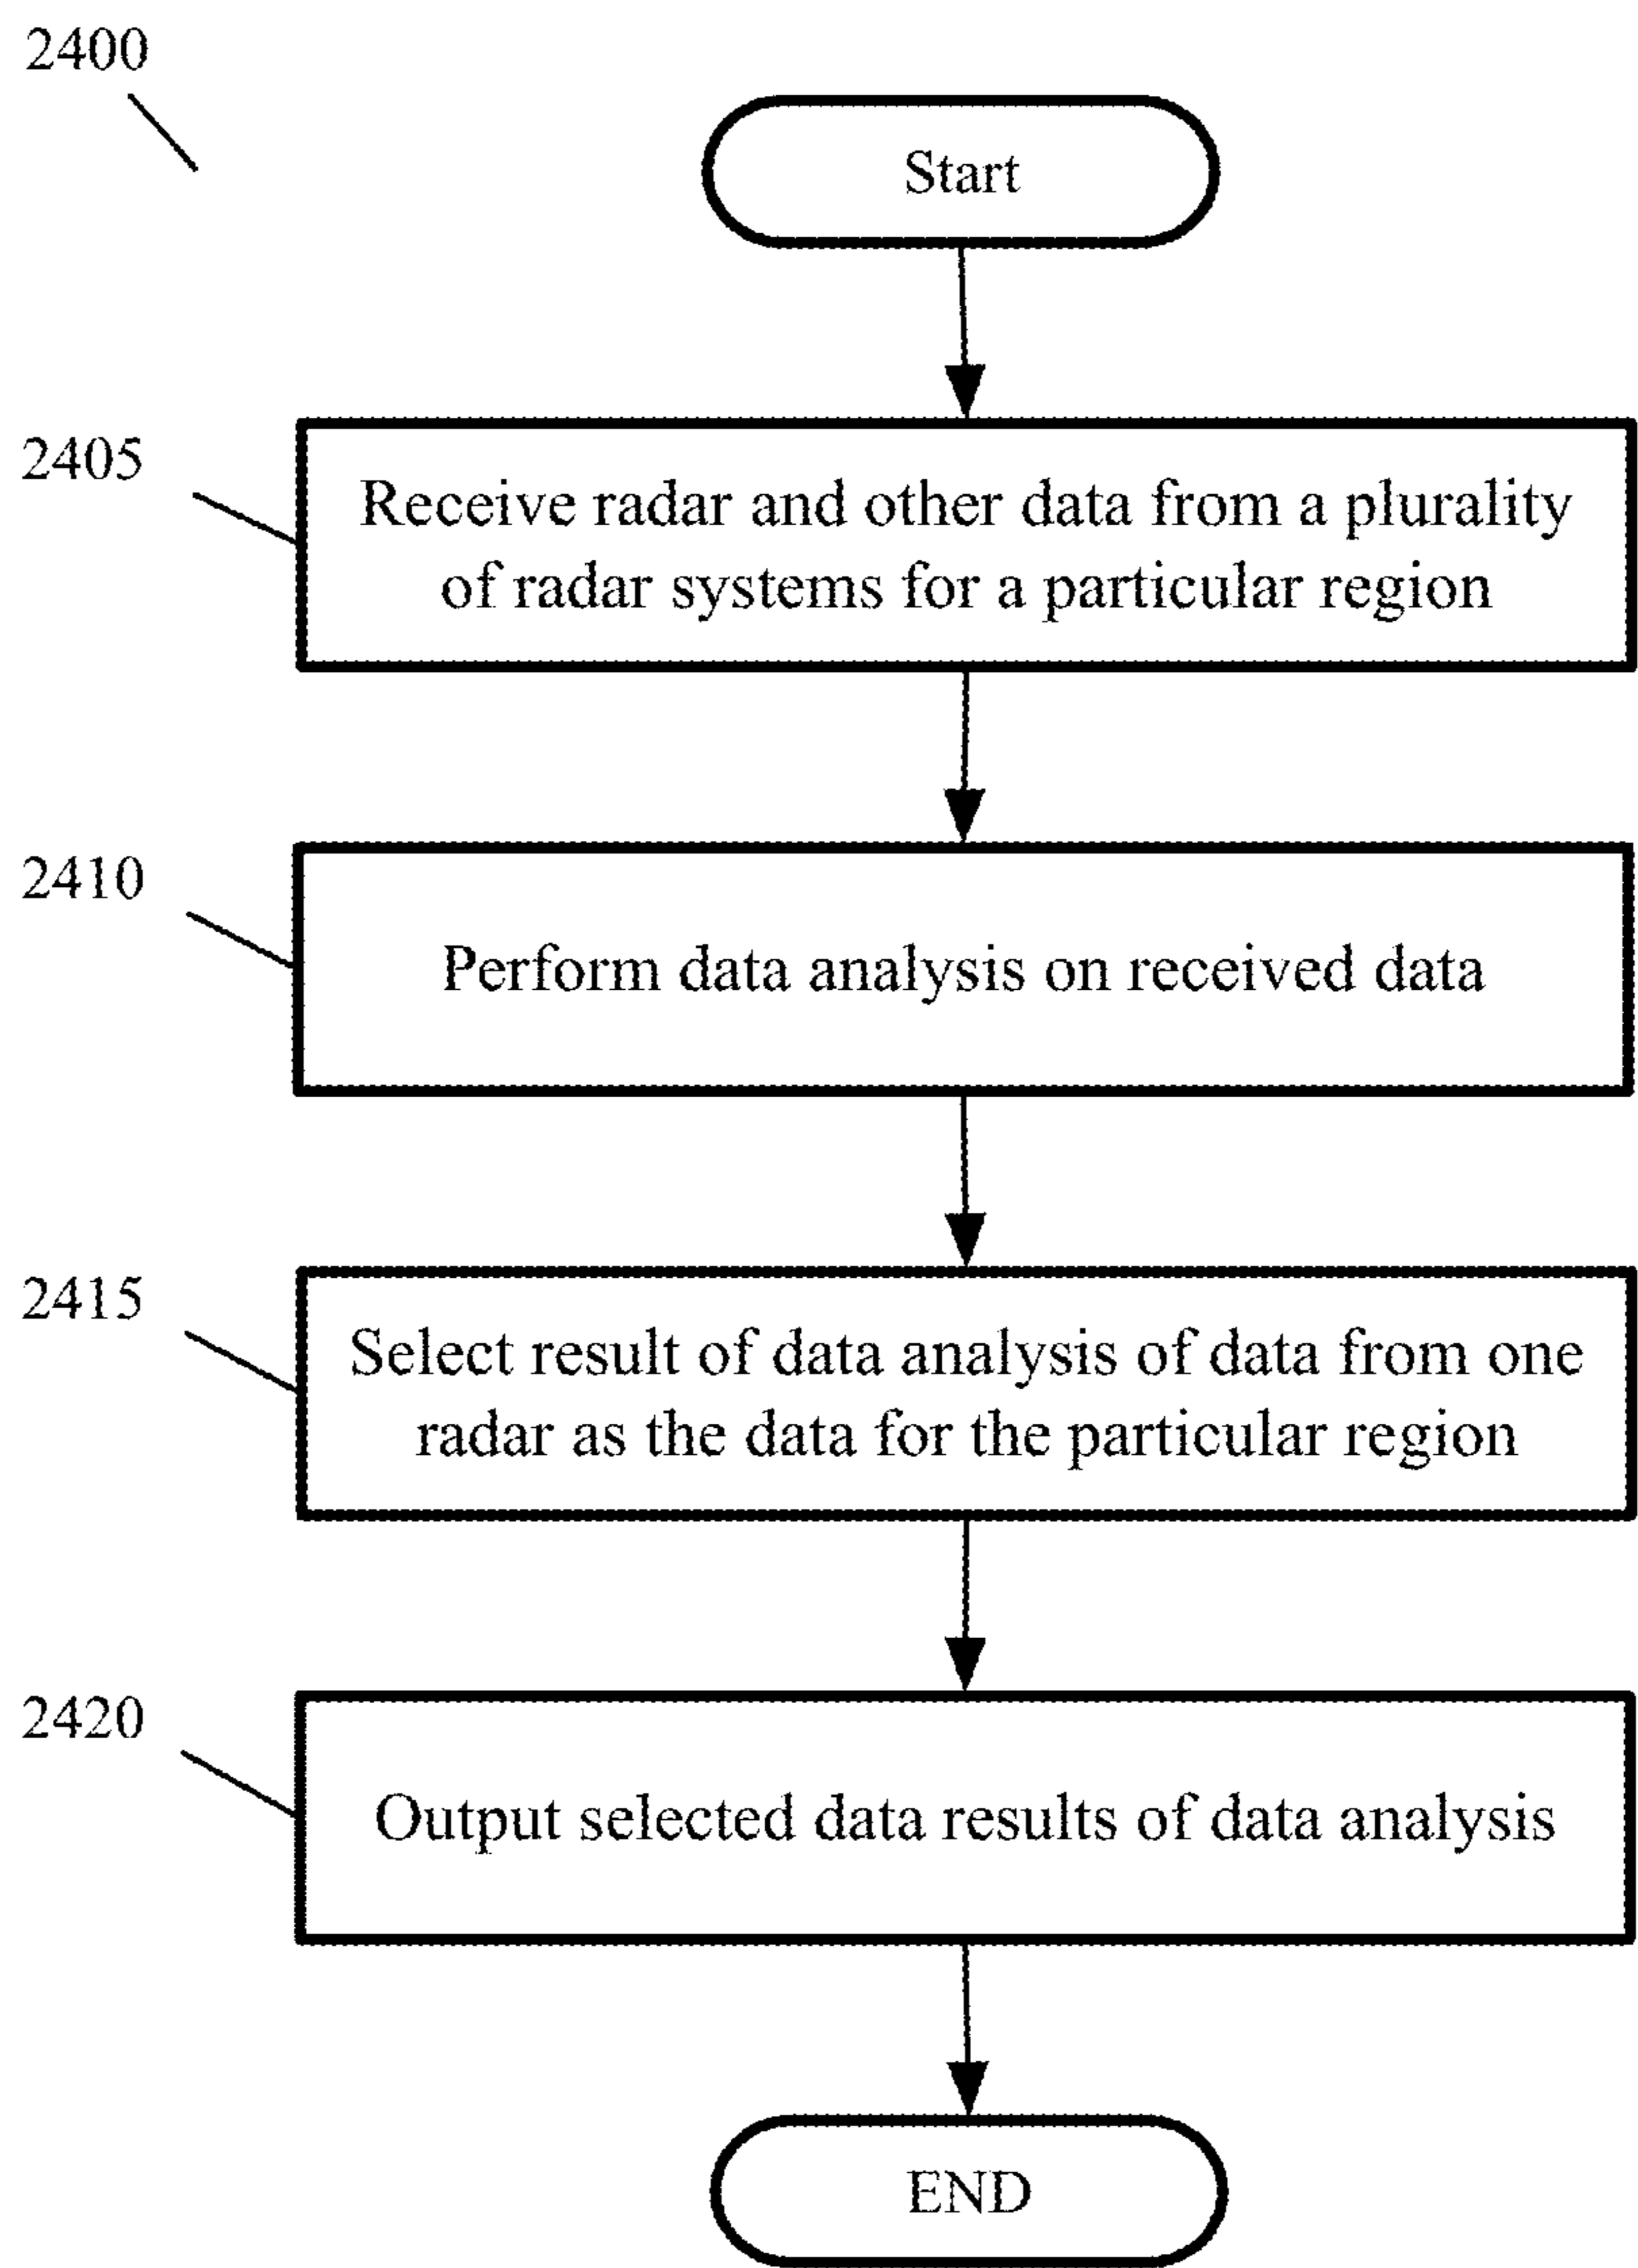 2400
Start
2405
Receive radar and other data from a plurality
of radar systems for a particular region
2410
Perform data analysis on received data
2415
Select result of data analysis of data from one
radar as the data for the particular region
2420
Output selected data results of data analysis
END